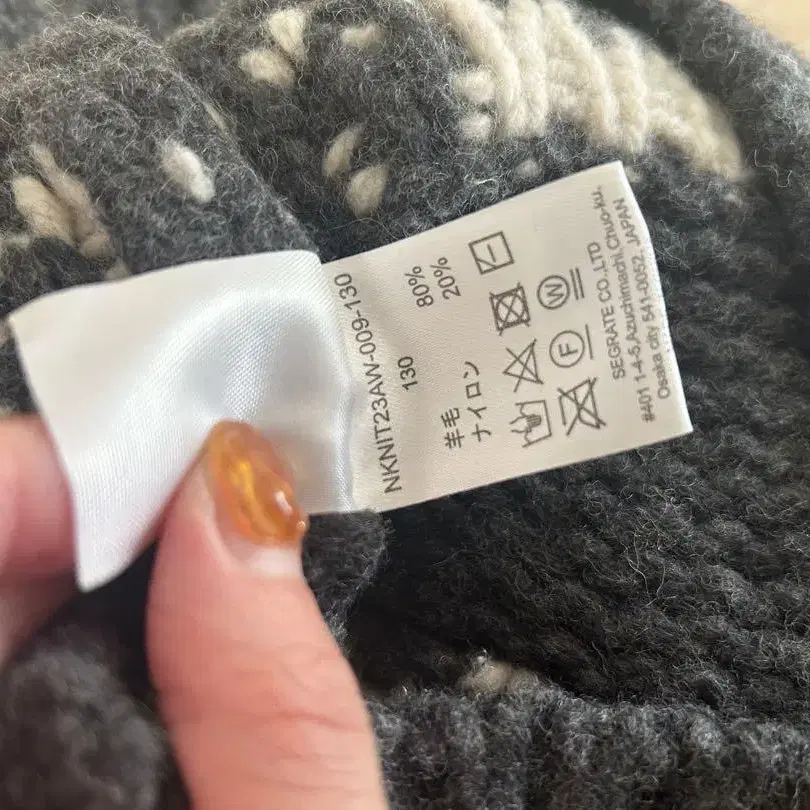 NKNIT23AW-009-130
130
羊毛 80%
ナイロン 20%
W
F
SEGRATE CO.,LTD
#401 1-4-5,Azuchimachi,Chuo-ku,
Osaka city 541-0052, JAPAN